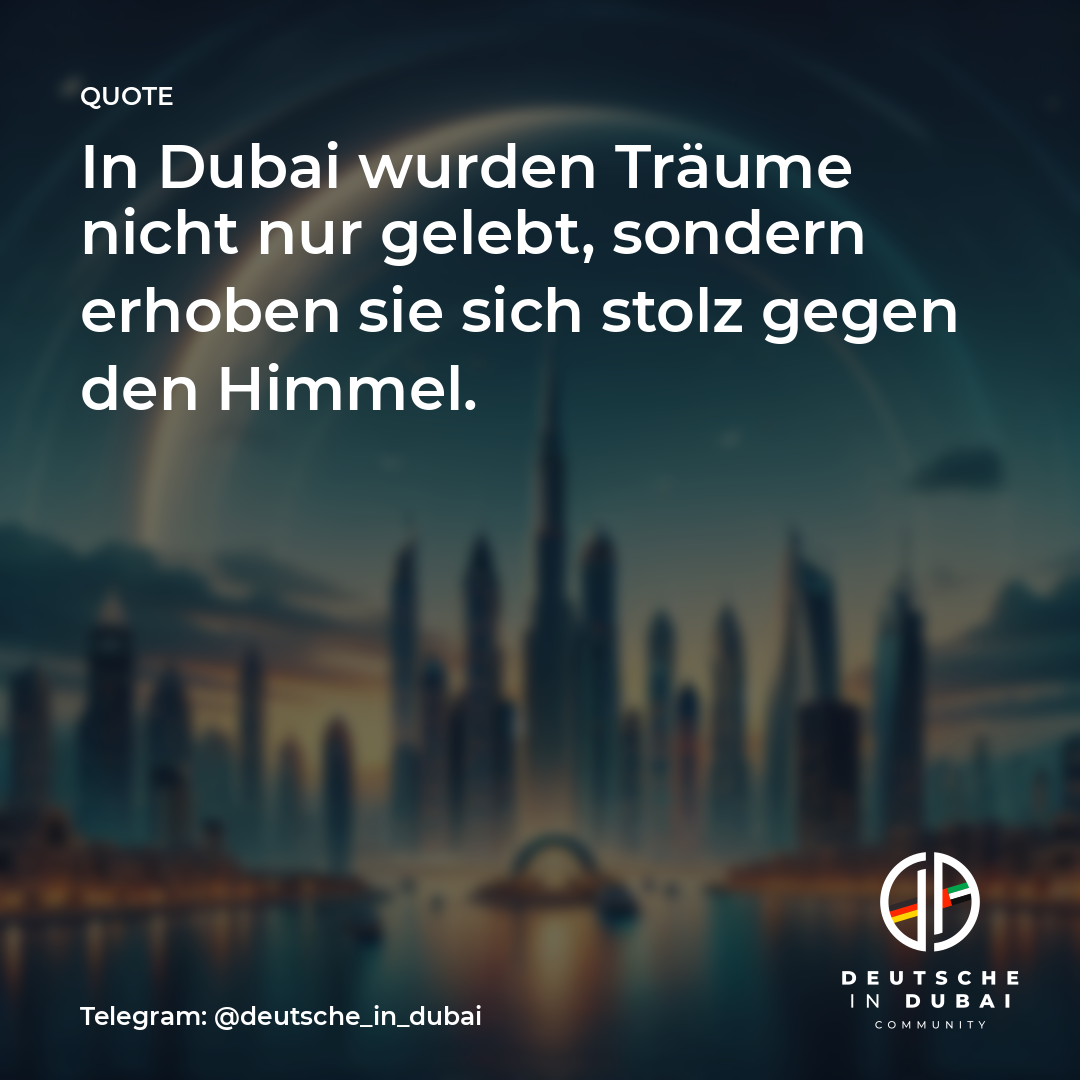 QUOTE
In Dubai wurden Träume
nicht nur gelebt, sondern
erhoben sie sich stolz gegen
den Himmel.
Telegram: @deutsche_in_dubai
DEUTSCHE
IN DUBAI
COMMUNITY